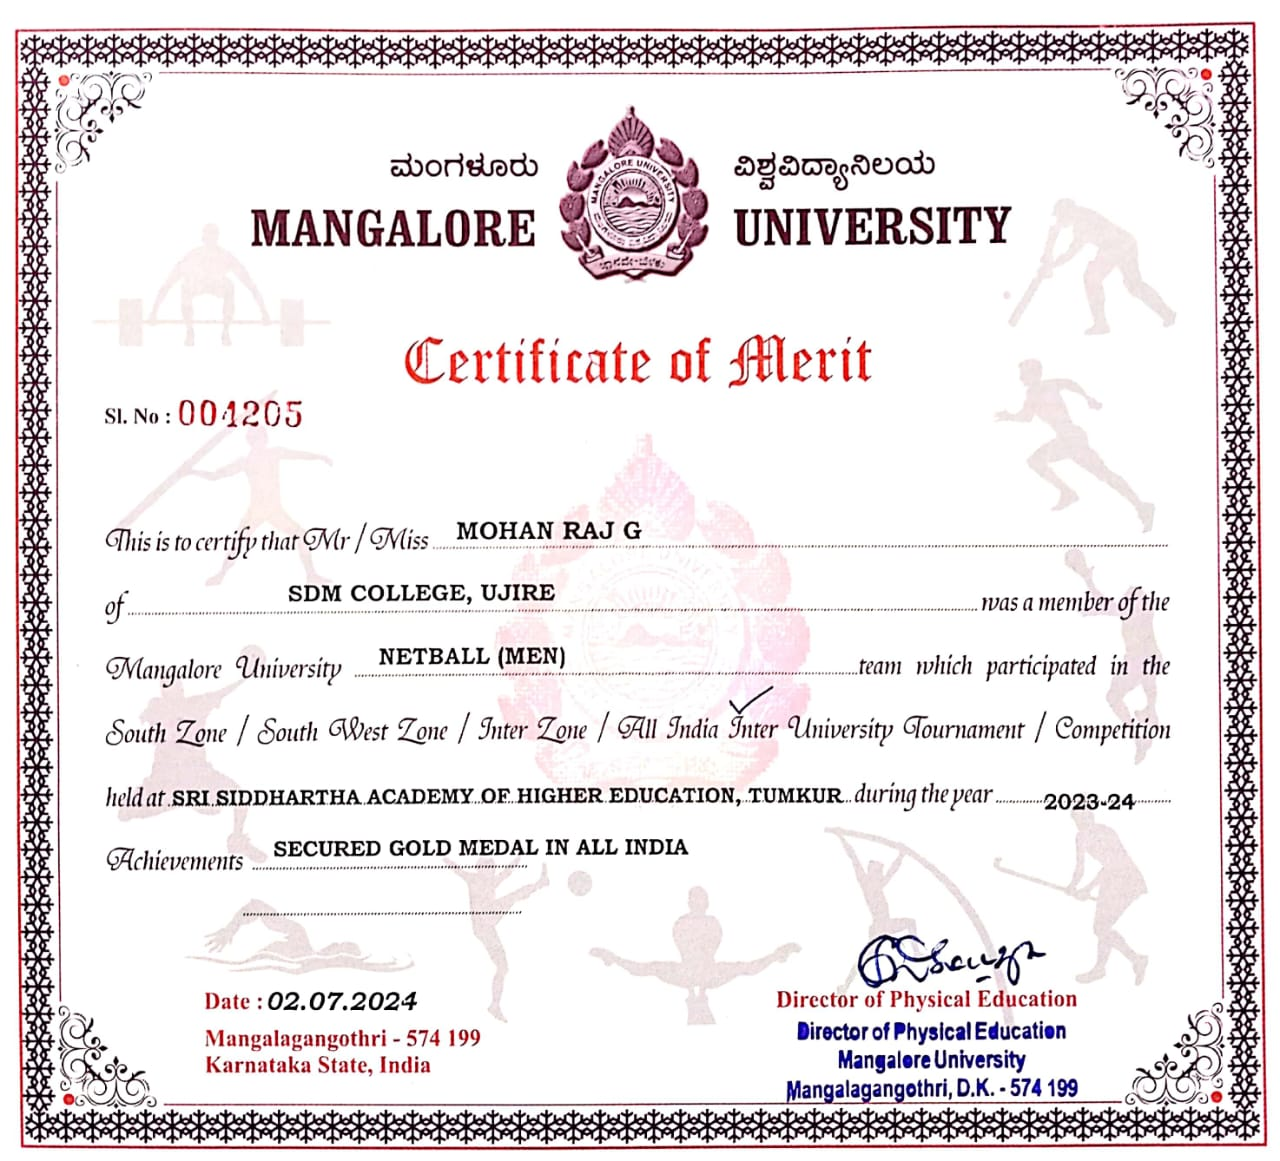 ಮಂಗಳೂರು ವಿಶ್ವವಿದ್ಯಾನಿಲಯ
MANGALORE UNIVERSITY
MANGALORE UNIVERSITY
Certificate of Merit
Sl. No : 004205
This is to certify that Mr / Miss MOHAN RAJ G
of SDM COLLEGE, UJIRE was a member of the
Mangalore University NETBALL (MEN) team which participated in the
South Zone / South West Zone / Inter Zone / All India Inter University Tournament / Competition
held at SRI SIDDHARTHA ACADEMY OF HIGHER EDUCATION, TUMKUR during the year 2023-24
Achievements SECURED GOLD MEDAL IN ALL INDIA
Date : 02.07.2024
Mangalagangothri - 574 199
Karnataka State, India
Director of Physical Education
Director of Physical Education
Mangalore University
Mangalagangothri, D.K. - 574 199